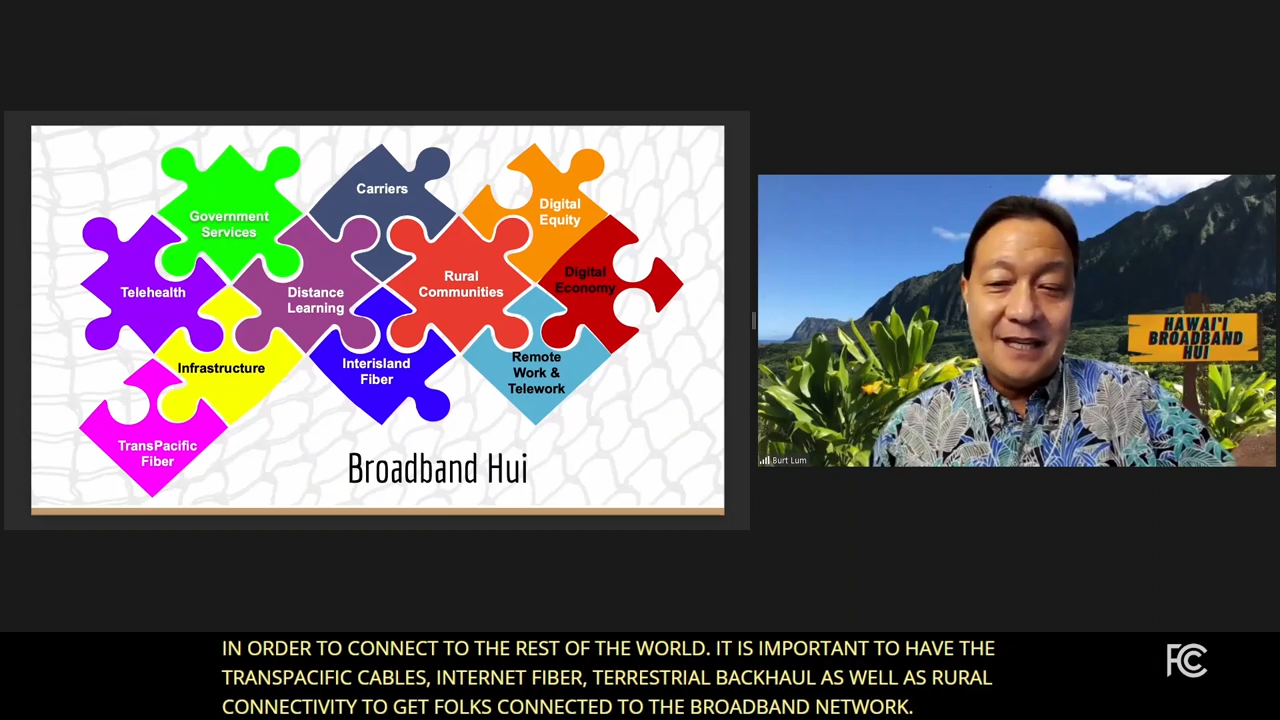 Government
Services
Carriers
Digital
Equity
Telehealth
Distance
Learning
Rural
Communities
Digital
Economy
Infrastructure
Interisland
Fiber
Remote
Work &
Telework
TransPacific
Fiber
Broadband Hui
HAWAI'I
BROADBAND
HUI
Burt Lum
IN ORDER TO CONNECT TO THE REST OF THE WORLD. IT IS IMPORTANT TO HAVE THE
TRANSPACIFIC CABLES, INTERNET FIBER, TERRESTRIAL BACKHAUL AS WELL AS RURAL
CONNECTIVITY TO GET FOLKS CONNECTED TO THE BROADBAND NETWORK.
FCC